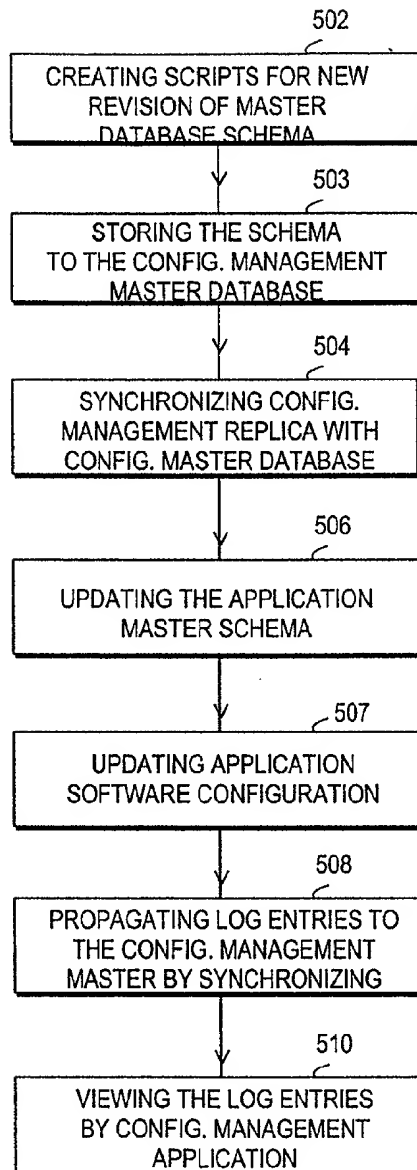 502
CREATING SCRIPTS FOR NEW
REVISION OF MASTER
DATABASE SCHEMA
503
STORING THE SCHEMA
TO THE CONFIG. MANAGEMENT
MASTER DATABASE
504
SYNCHRONIZING CONFIG.
MANAGEMENT REPLICA WITH
CONFIG. MASTER DATABASE
506
UPDATING THE APPLICATION
MASTER SCHEMA
507
UPDATING APPLICATION
SOFTWARE CONFIGURATION
508
PROPAGATING LOG ENTRIES TO
THE CONFIG. MANAGEMENT
MASTER BY SYNCHRONIZING
510
VIEWING THE LOG ENTRIES
BY CONFIG. MANAGEMENT
APPLICATION